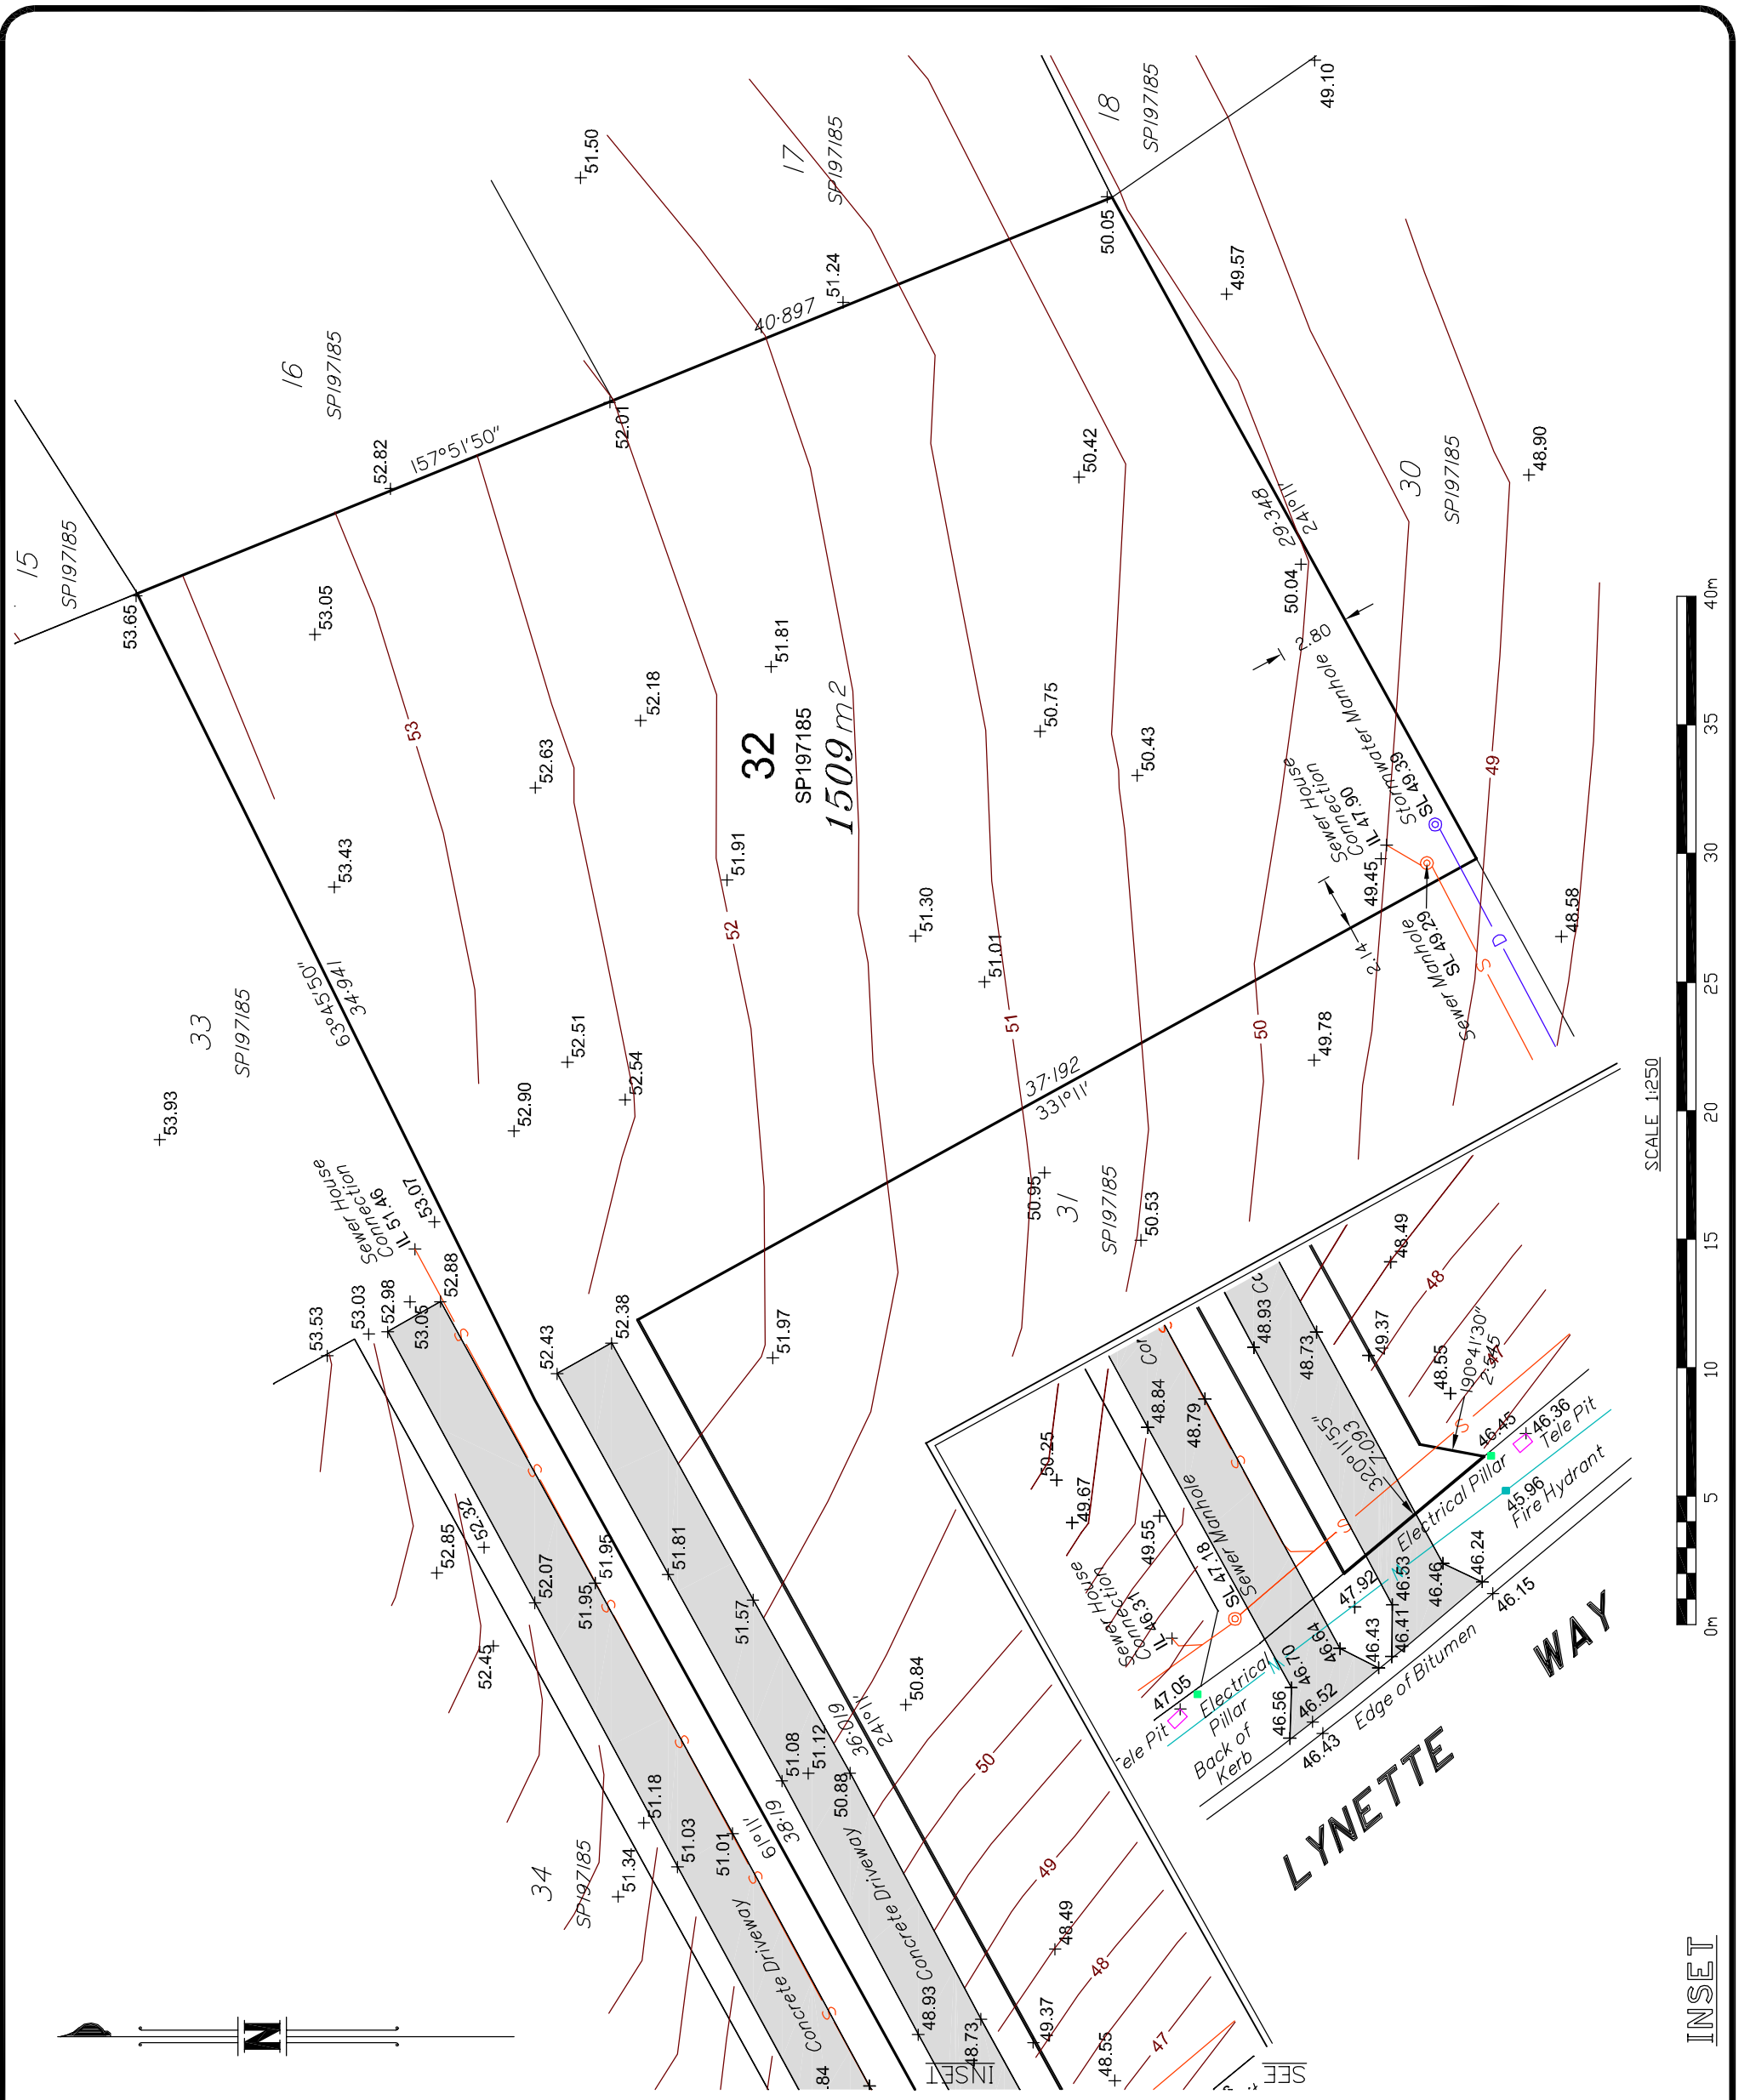 15
SP197185
53.65
16
SP197185
52.82
157°51'50"
51.50
17
SP197185
51.24
40·897
18
SP197185
49.10
50.05
49.57
52.01
53.05
53
52.63
52.18
51.81
32
SP197185
1509 m2
50.42
50.75
50.43
29·348
241°11'
50.04
30
SP197185
48.90
2.80
Stormwater Manhole
SL 49.39
Sewer House
Connection
IL 47.90
49.45
49
Sewer Manhole
SL 49.29
2.14
S
D
48.58
33
SP197185
53.43
63°45'50"
34·941
51.91
52
51.30
51.01
51
50
49.78
53.93
52.90
52.51
52.54
37·192
331°11'
50.95
31
SP197185
50.53
Sewer House
Connection
IL 51.46
53.07
53.53
53.03
52.98
53.05
52.88
S
52.43
52.38
51.97
52.85
52.32
52.07
51.95
51.95
S
S
51.81
51.57
52.45
50.84
34
SP197185
51.34
51.18
51.03
51.01
S
S
S
61°11'
38·19
51.08
51.12
50.88
36·019
241°11'
Concrete Driveway
Concrete Driveway
50
49
48
47
48.93
48.73
48.49
49.37
48.55
.84
INSET
SEE
N
50.25
49.67
49.55
48.84
48.79
Co
S
S
48.93
Co
48.73
49.37
48.49
48
48.55
47
190°41'30"
2·545
320°11'55"
7·093
Sewer House
Connection
IL 46.31
SL 47.18
Sewer Manhole
S
S
47.05
Tele Pit
Electrical
Pillar
Back of
Kerb
W
47.92
W
46.70
46.64
46.56
46.52
46.43
46.43
46.41
46.53
46.46
46.24
46.15
Edge of Bitumen
Electrical Pillar
46.45
46.36
Tele Pit
45.96
Fire Hydrant
LYNETTE WAY
INSET
SCALE 1:250
0m
5
10
15
20
25
30
35
40m